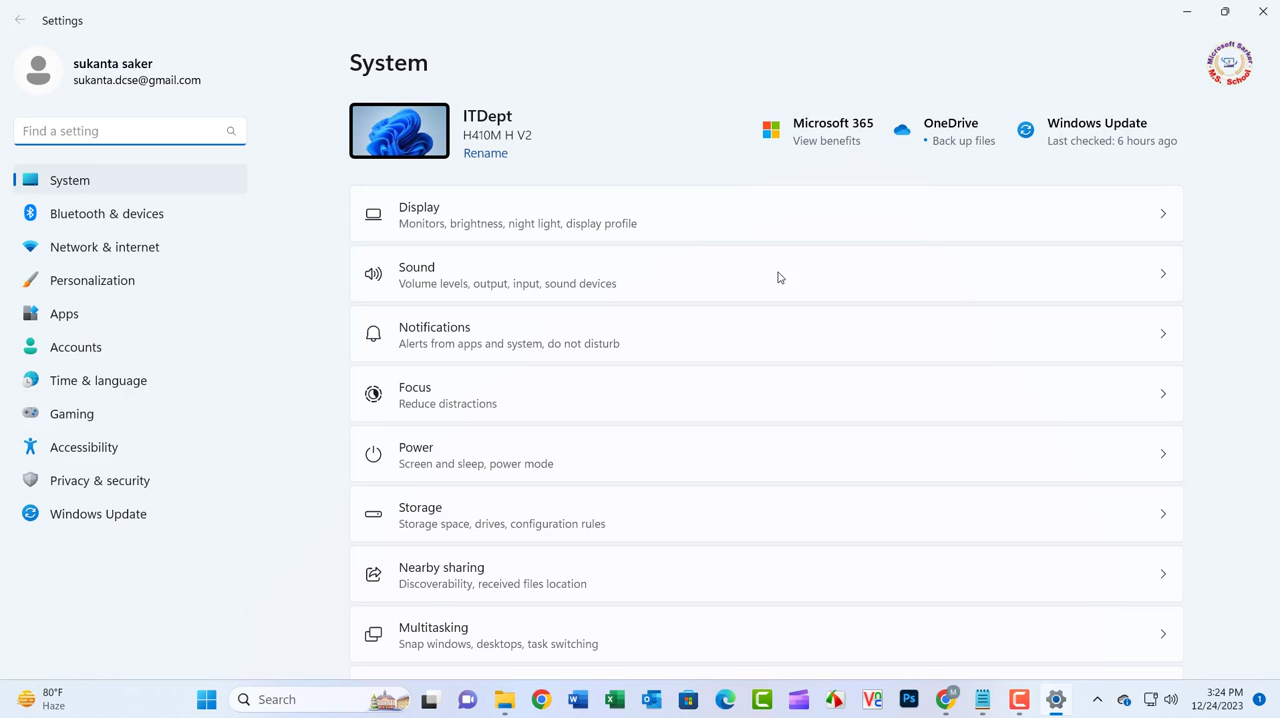 Settings
sukanta saker
sukanta.dcse@gmail.com
Find a setting
System
Bluetooth & devices
Network & internet
Personalization
Apps
Accounts
Time & language
Gaming
Accessibility
Privacy & security
Windows Update
System
ITDept
H410M H V2
Rename
Microsoft 365
View benefits
OneDrive
• Back up files
Windows Update
Last checked: 6 hours ago
Microsoft Sarker
M.S. School
Display
Monitors, brightness, night light, display profile
Sound
Volume levels, output, input, sound devices
Notifications
Alerts from apps and system, do not disturb
Focus
Reduce distractions
Power
Screen and sleep, power mode
Storage
Storage space, drives, configuration rules
Nearby sharing
Discoverability, received files location
Multitasking
Snap windows, desktops, task switching
80°F
Haze
Search
3:24 PM
12/24/2023
1